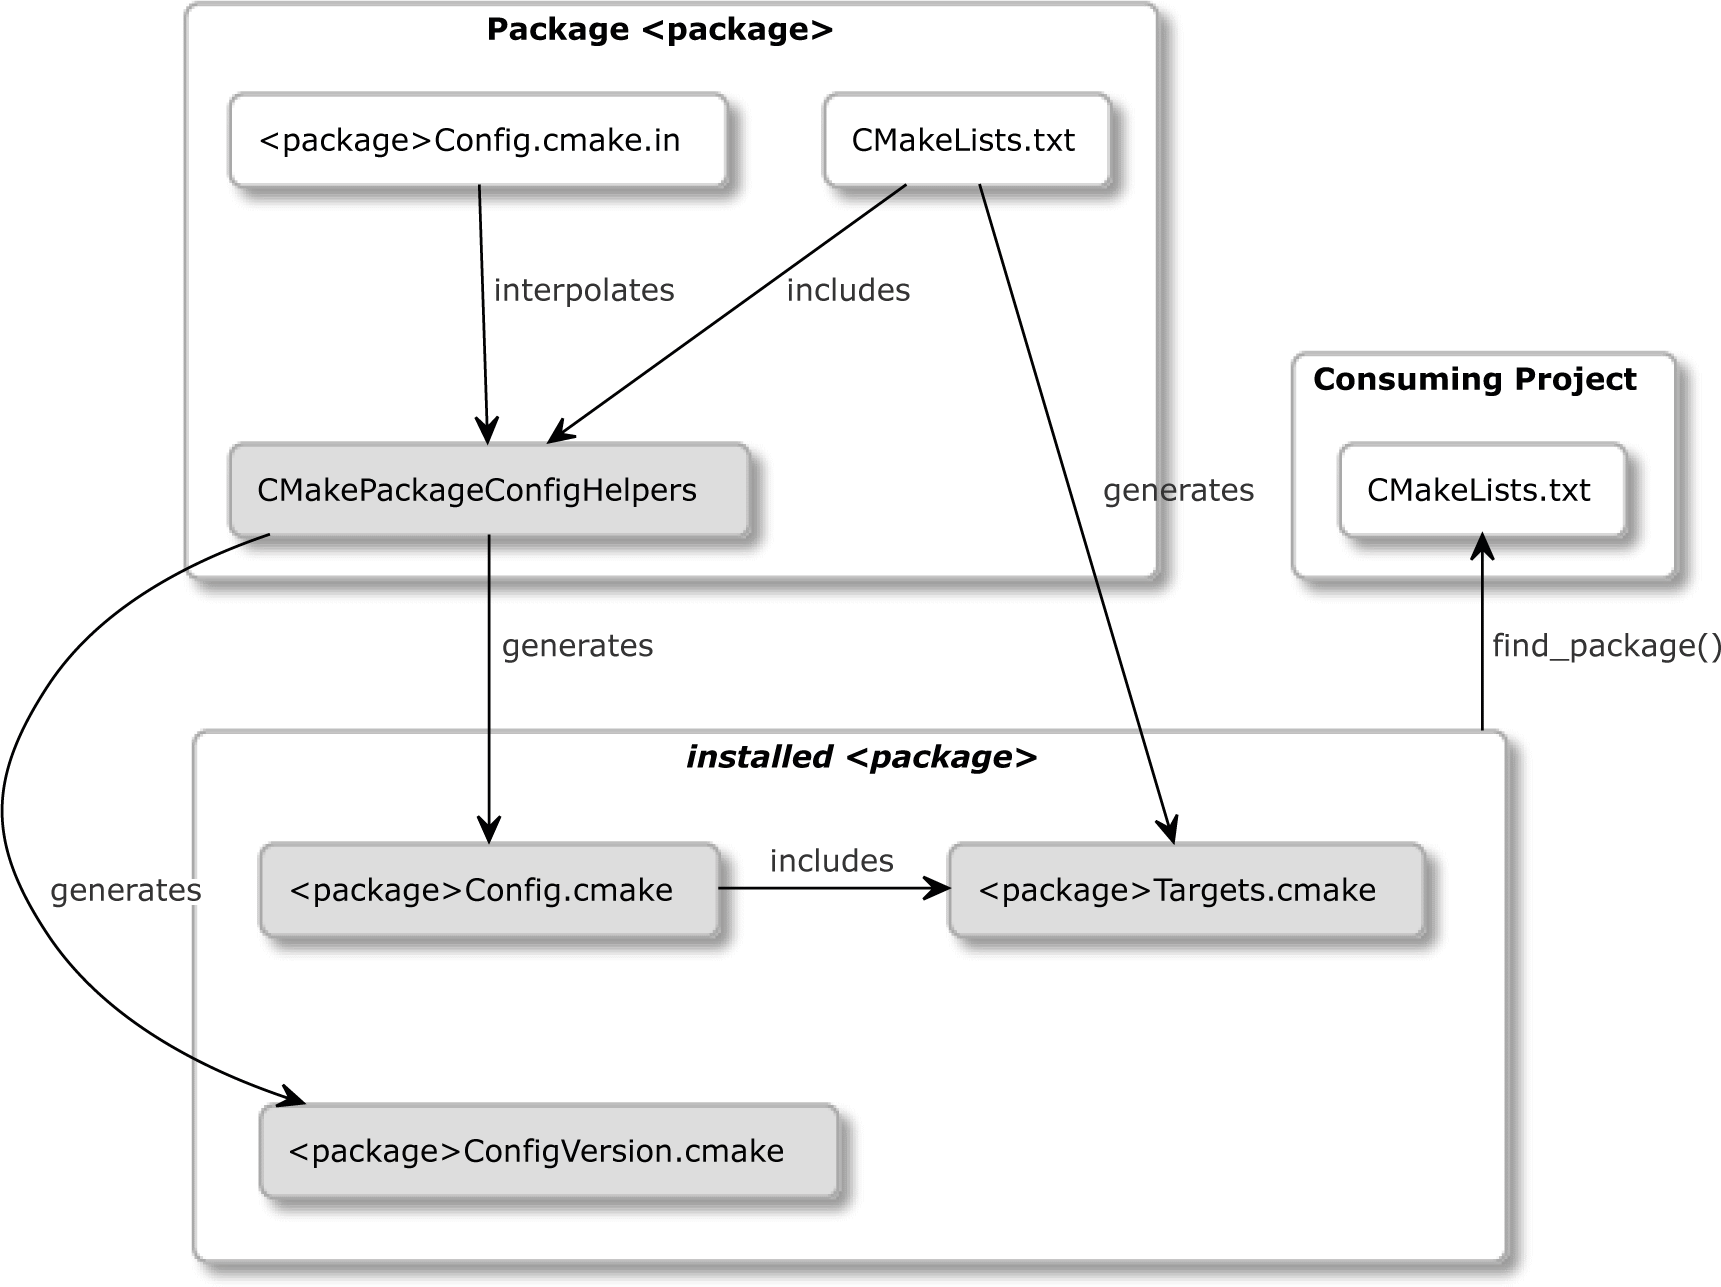 Package <package>
<package>Config.cmake.in
CMakeLists.txt
interpolates
includes
Consuming Project
CMakePackageConfigHelpers
generates
CMakeLists.txt
generates
find_package()
installed <package>
includes
generates
<package>Config.cmake
<package>Targets.cmake
<package>ConfigVersion.cmake